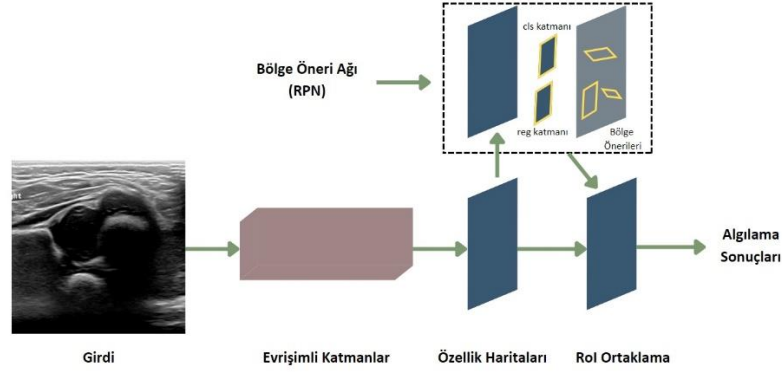 cls katmanı
Bölge Öneri Ağı
(RPN)
reg katmanı
Bölge
Önerileri
ght
Algılama
Sonuçları
Girdi
Evrişimli Katmanlar
Özellik Haritaları
RoI Ortaklama